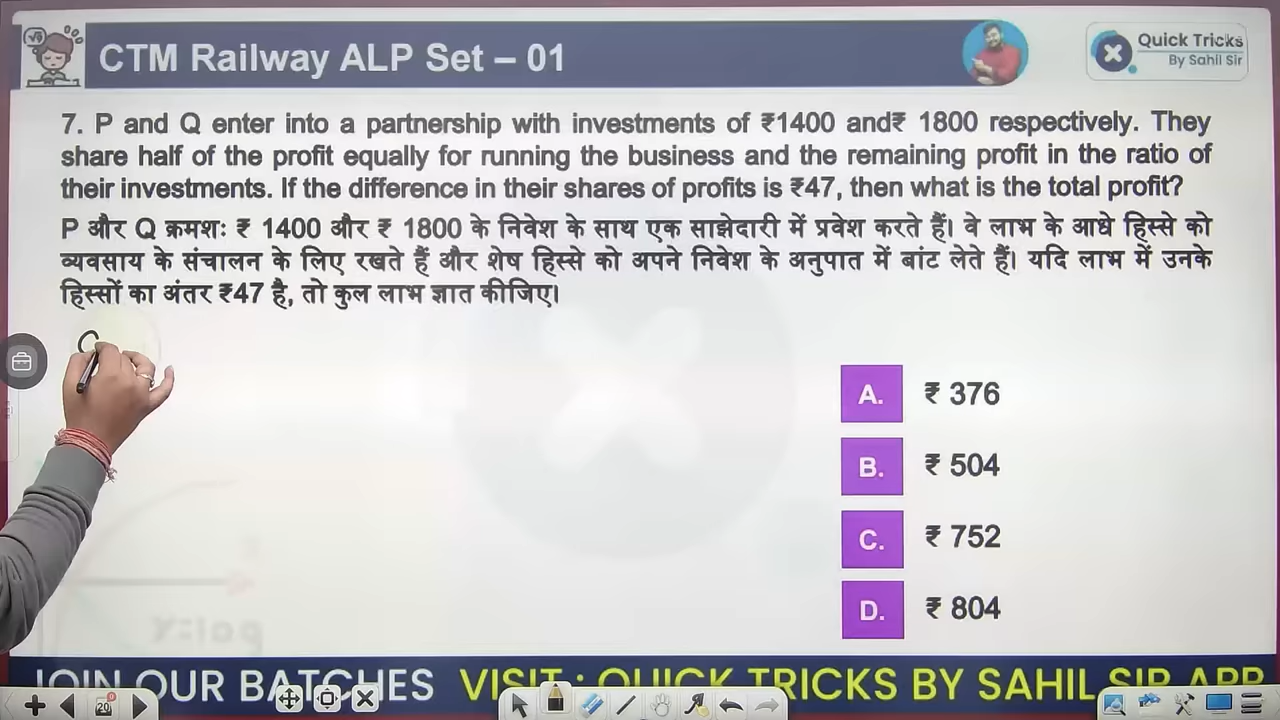 CTM Railway ALP Set – 01
Quick Tricks
By Sahil Sir
7. P and Q enter into a partnership with investments of ₹1400 and₹ 1800 respectively. They
share half of the profit equally for running the business and the remaining profit in the ratio of
their investments. If the difference in their shares of profits is ₹47, then what is the total profit?
P और Q क्रमशः ₹ 1400 और ₹ 1800 के निवेश के साथ एक साझेदारी में प्रवेश करते हैं। वे लाभ के आधे हिस्से को
व्यवसाय के संचालन के लिए रखते हैं और शेष हिस्से को अपने निवेश के अनुपात में बांट लेते हैं। यदि लाभ में उनके
हिस्सों का अंतर ₹47 है, तो कुल लाभ ज्ञात कीजिए।
A. ₹ 376
B. ₹ 504
C. ₹ 752
D. ₹ 804
JOIN OUR BATCHES VISIT : QUICK TRICKS BY SAHIL SIR APP
20